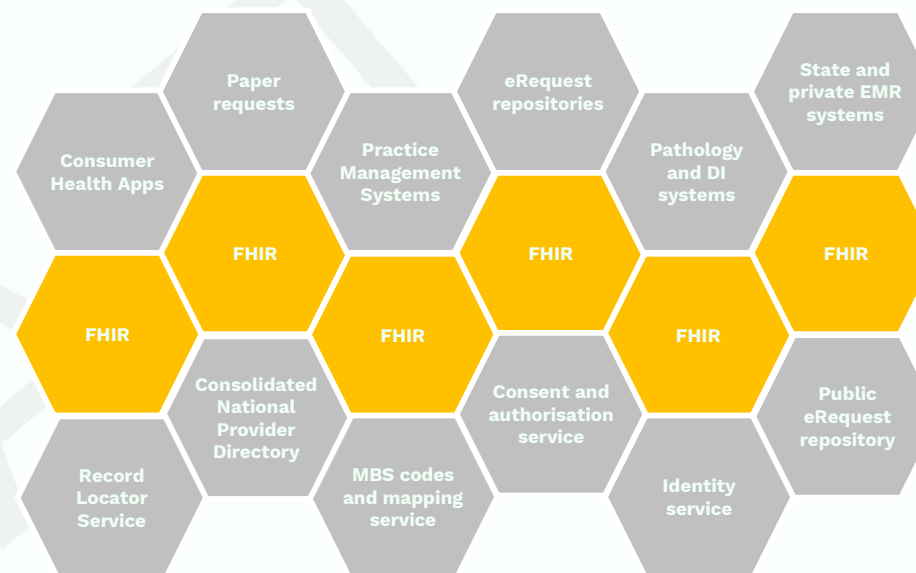 Paper
requests
eRequest
repositories
State and
private EMR
systems
Consumer
Health Apps
Practice
Management
Systems
Pathology
and DI
systems
FHIR
FHIR
FHIR
FHIR
FHIR
FHIR
Consolidated
National
Provider
Directory
Consent and
authorisation
service
Public
eRequest
repository
Record
Locator
Service
MBS codes
and mapping
service
Identity
service